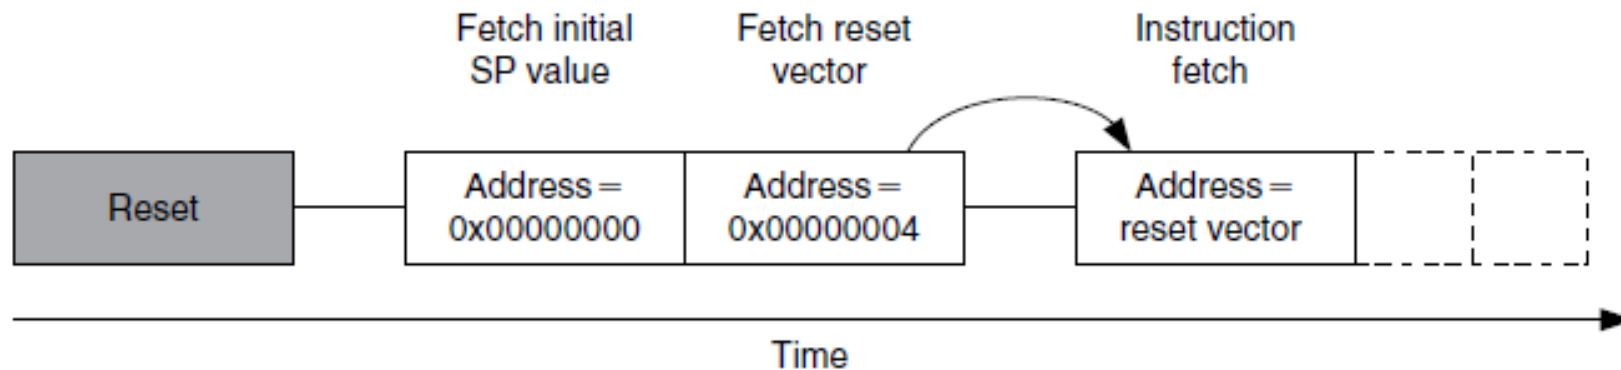 Fetch initial
SP value
Fetch reset
vector
Instruction
fetch
Reset
Address =
0x00000000
Address =
0x00000004
Address =
reset vector
Time